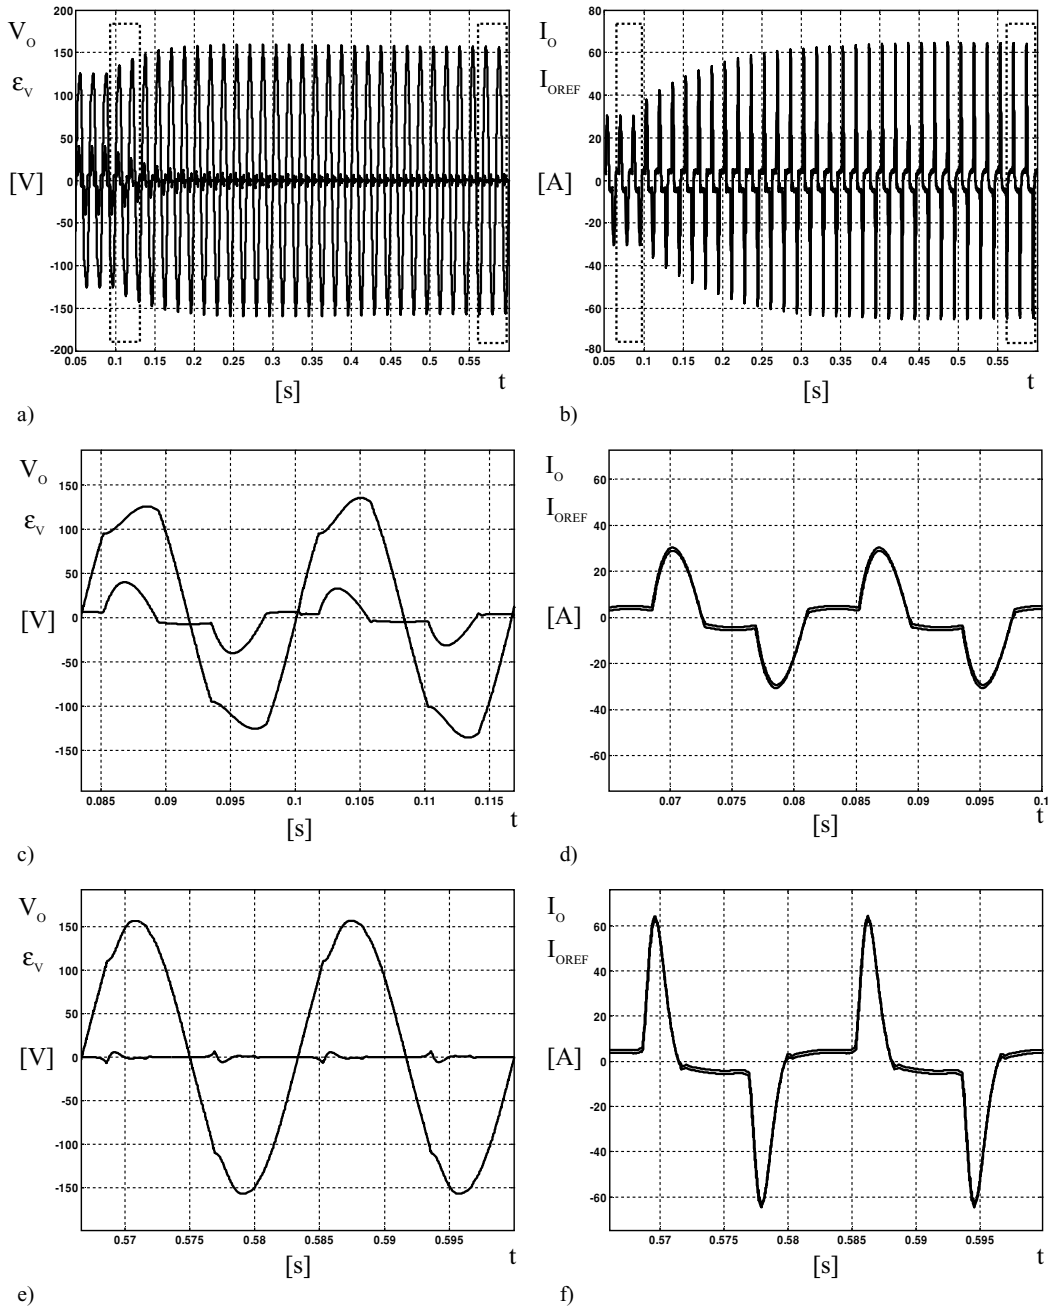 V_O
ε_V
[V]
200
150
100
50
0
-50
-100
-150
-200
0.05 0.1 0.15 0.2 0.25 0.3 0.35 0.4 0.45 0.5 0.55
[s]
t
a)
I_O
I_OREF
[A]
80
60
40
20
0
-20
-40
-60
-80
0.05 0.1 0.15 0.2 0.25 0.3 0.35 0.4 0.45 0.5 0.55
[s]
t
b)
V_O
ε_V
[V]
150
100
50
0
-50
-100
-150
0.085 0.09 0.095 0.1 0.105 0.11 0.115
[s]
t
c)
I_O
I_OREF
[A]
60
40
20
0
-20
-40
-60
0.07 0.075 0.08 0.085 0.09 0.095 0.1
[s]
t
d)
V_O
ε_V
[V]
150
100
50
0
-50
-100
-150
0.57 0.575 0.58 0.585 0.59 0.595
[s]
t
e)
I_O
I_OREF
[A]
60
40
20
0
-20
-40
-60
0.57 0.575 0.58 0.585 0.59 0.595
[s]
t
f)